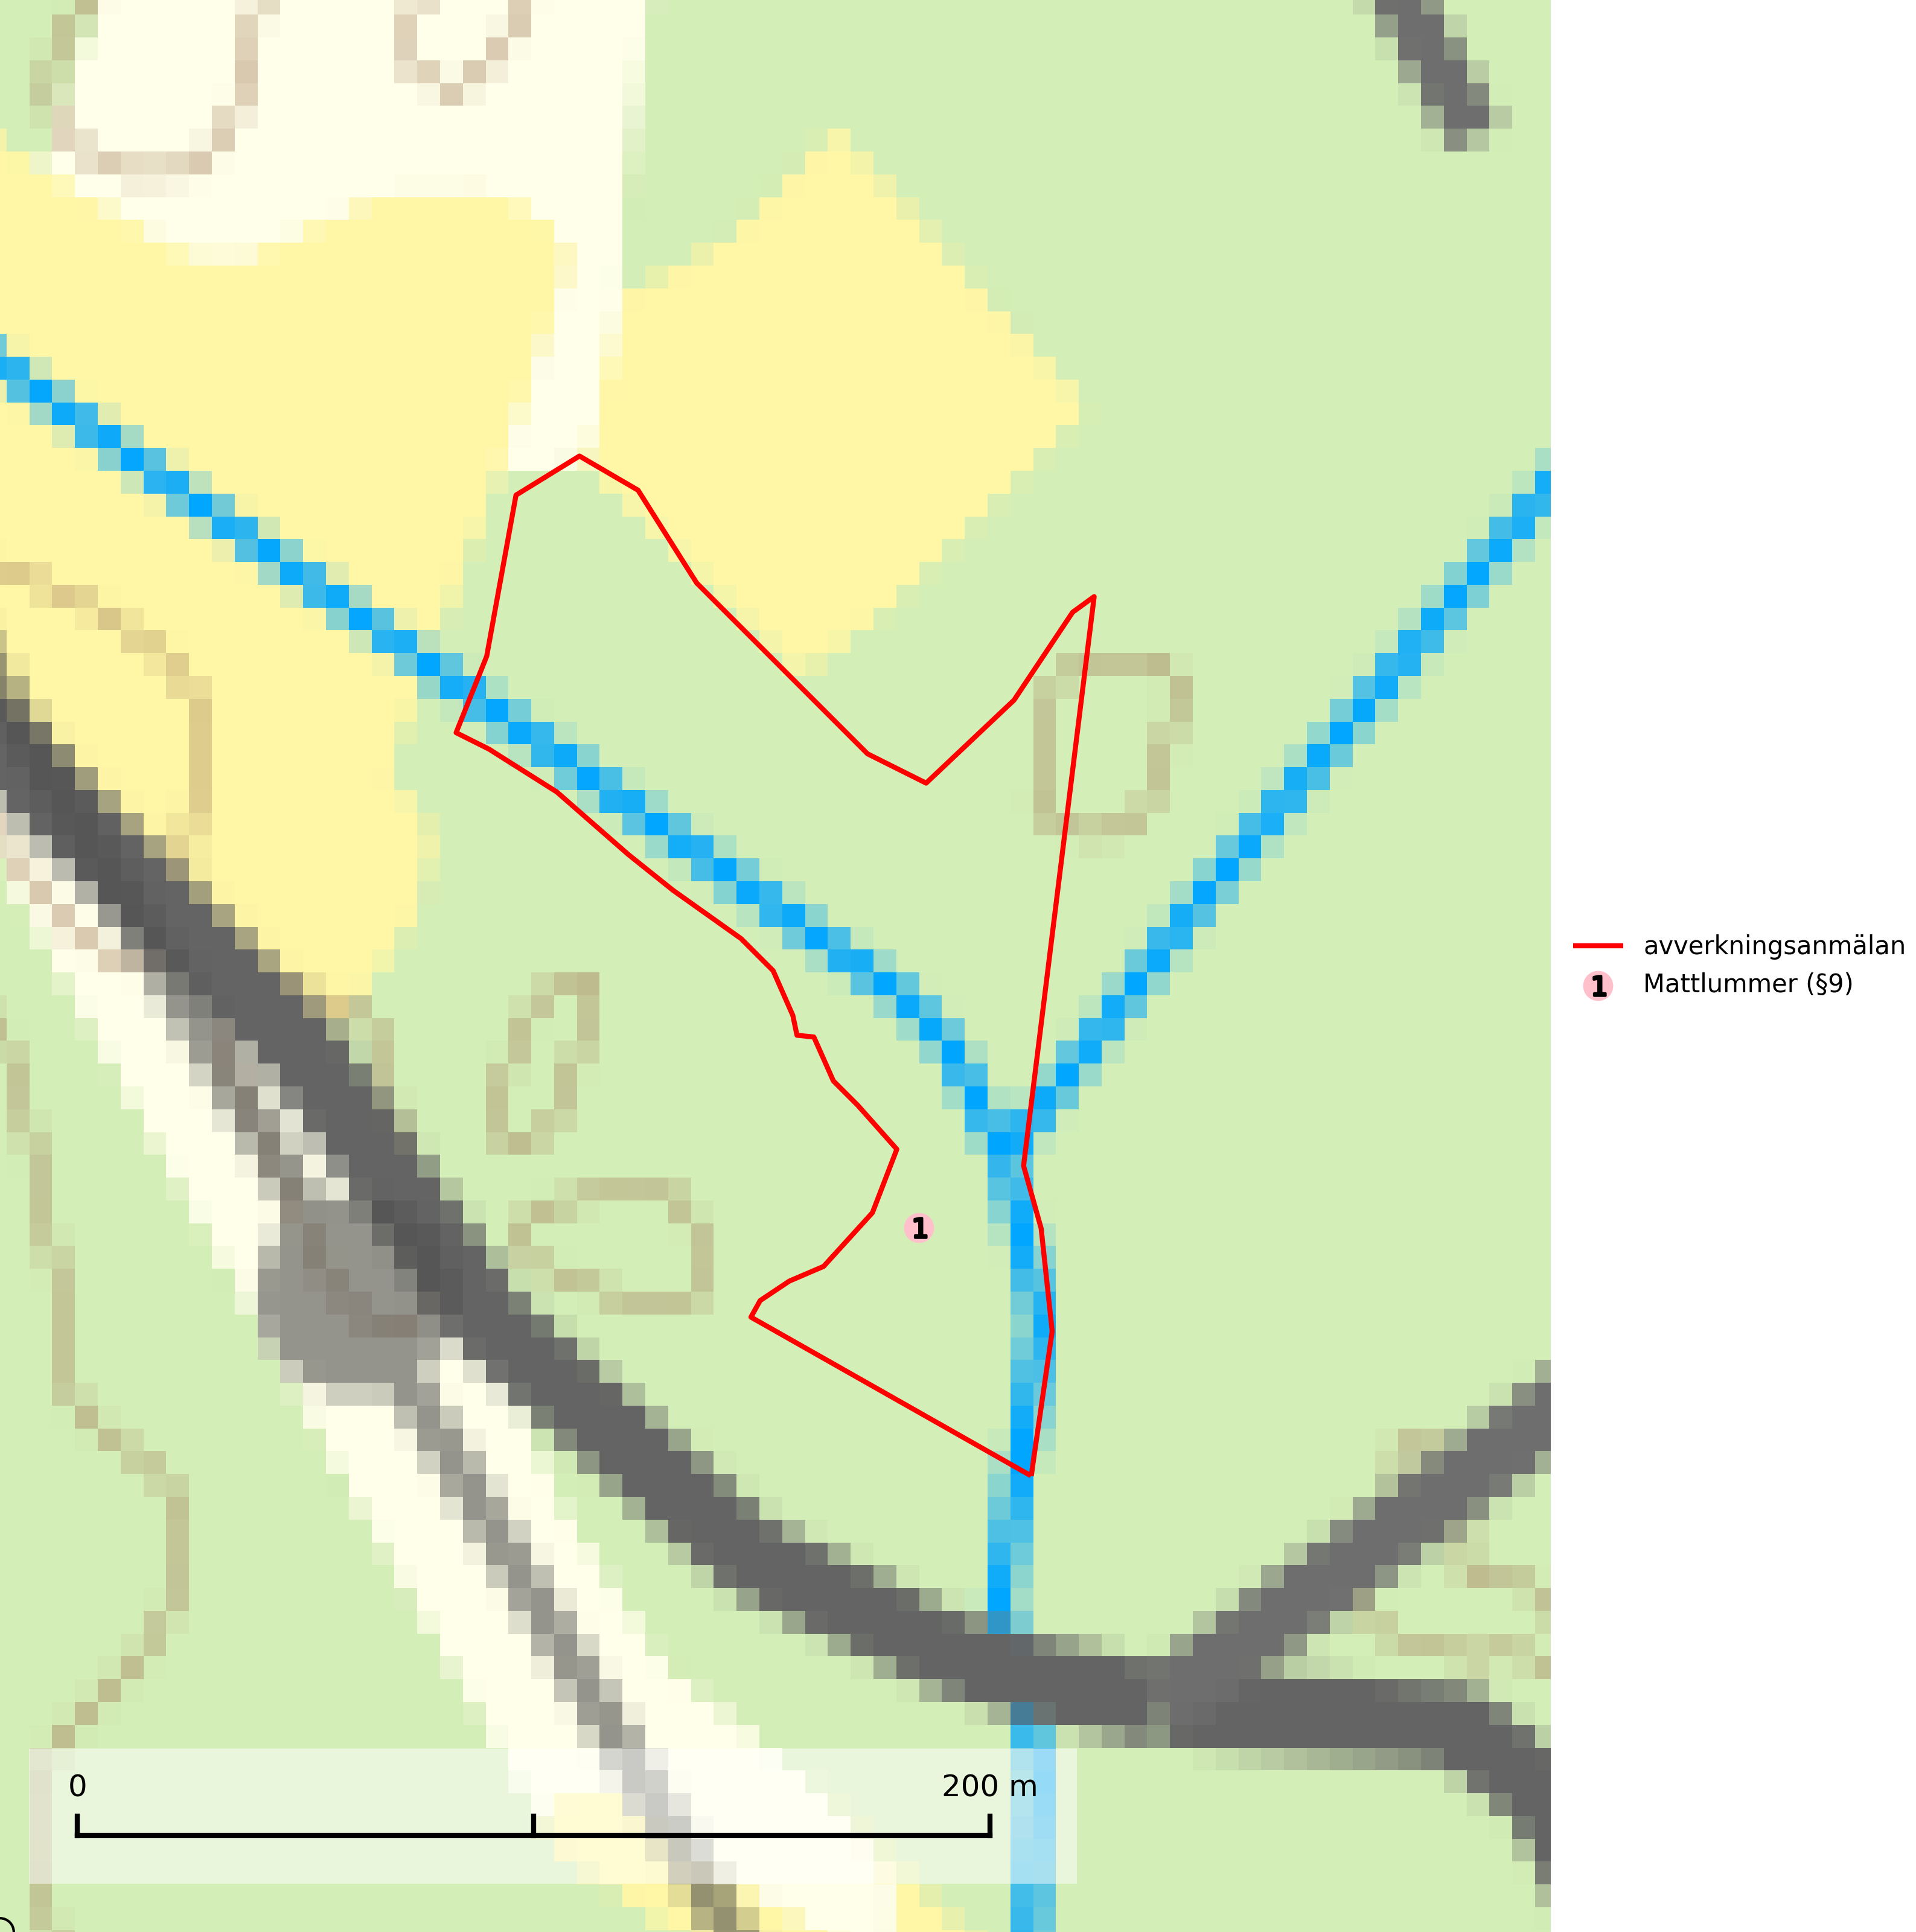 1
avverkningsanmälan
1 Mattlummer (§9)
0 200 m